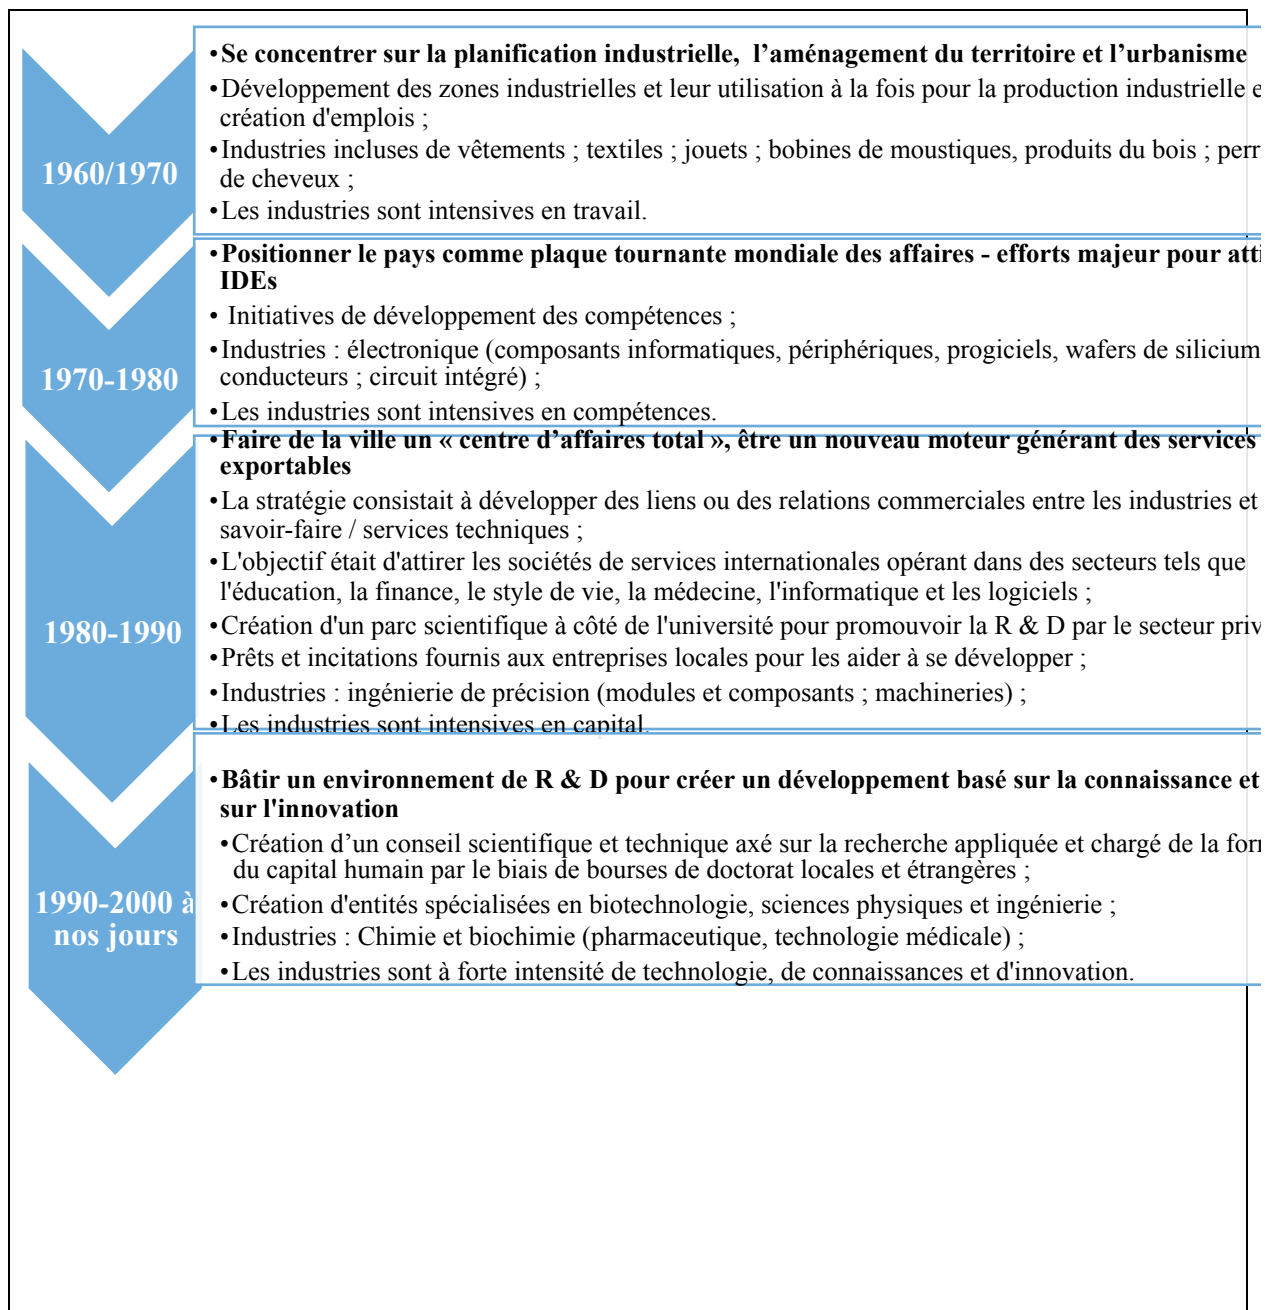 1960/1970
•Se concentrer sur la planification industrielle, l’aménagement du territoire et l’urbanisme
•Développement des zones industrielles et leur utilisation à la fois pour la production industrielle
création d'emplois ;
•Industries incluses de vêtements ; textiles ; jouets ; bobines de moustiques, produits du bois ;
de cheveux ;
•Les industries sont intensives en travail.
1970-1980
•Positionner le pays comme plaque tournante mondiale des affaires - efforts majeur pour
IDEs
• Initiatives de développement des compétences ;
•Industries : électronique (composants informatiques, périphériques, progiciels, wafers de silicium
conducteurs ; circuit intégré) ;
•Les industries sont intensives en compétences.
1980-1990
•Faire de la ville un « centre d’affaires total », être un nouveau moteur générant des services
exportables
•La stratégie consistait à développer des liens ou des relations commerciales entre les industries et
savoir-faire / services techniques ;
•L'objectif était d'attirer les sociétés de services internationales opérant dans des secteurs tels que
l'éducation, la finance, le style de vie, la médecine, l'informatique et les logiciels ;
•Création d'un parc scientifique à côté de l'université pour promouvoir la R & D par le secteur
•Prêts et incitations fournis aux entreprises locales pour les aider à se développer ;
•Industries : ingénierie de précision (modules et composants ; machineries) ;
•Les industries sont intensives en capital.
1990-2000 à
nos jours
•Bâtir un environnement de R & D pour créer un développement basé sur la connaissance et
sur l'innovation
•Création d’un conseil scientifique et technique axé sur la recherche appliquée et chargé de la
du capital humain par le biais de bourses de doctorat locales et étrangères ;
•Création d'entités spécialisées en biotechnologie, sciences physiques et ingénierie ;
•Industries : Chimie et biochimie (pharmaceutique, technologie médicale) ;
•Les industries sont à forte intensité de technologie, de connaissances et d'innovation.